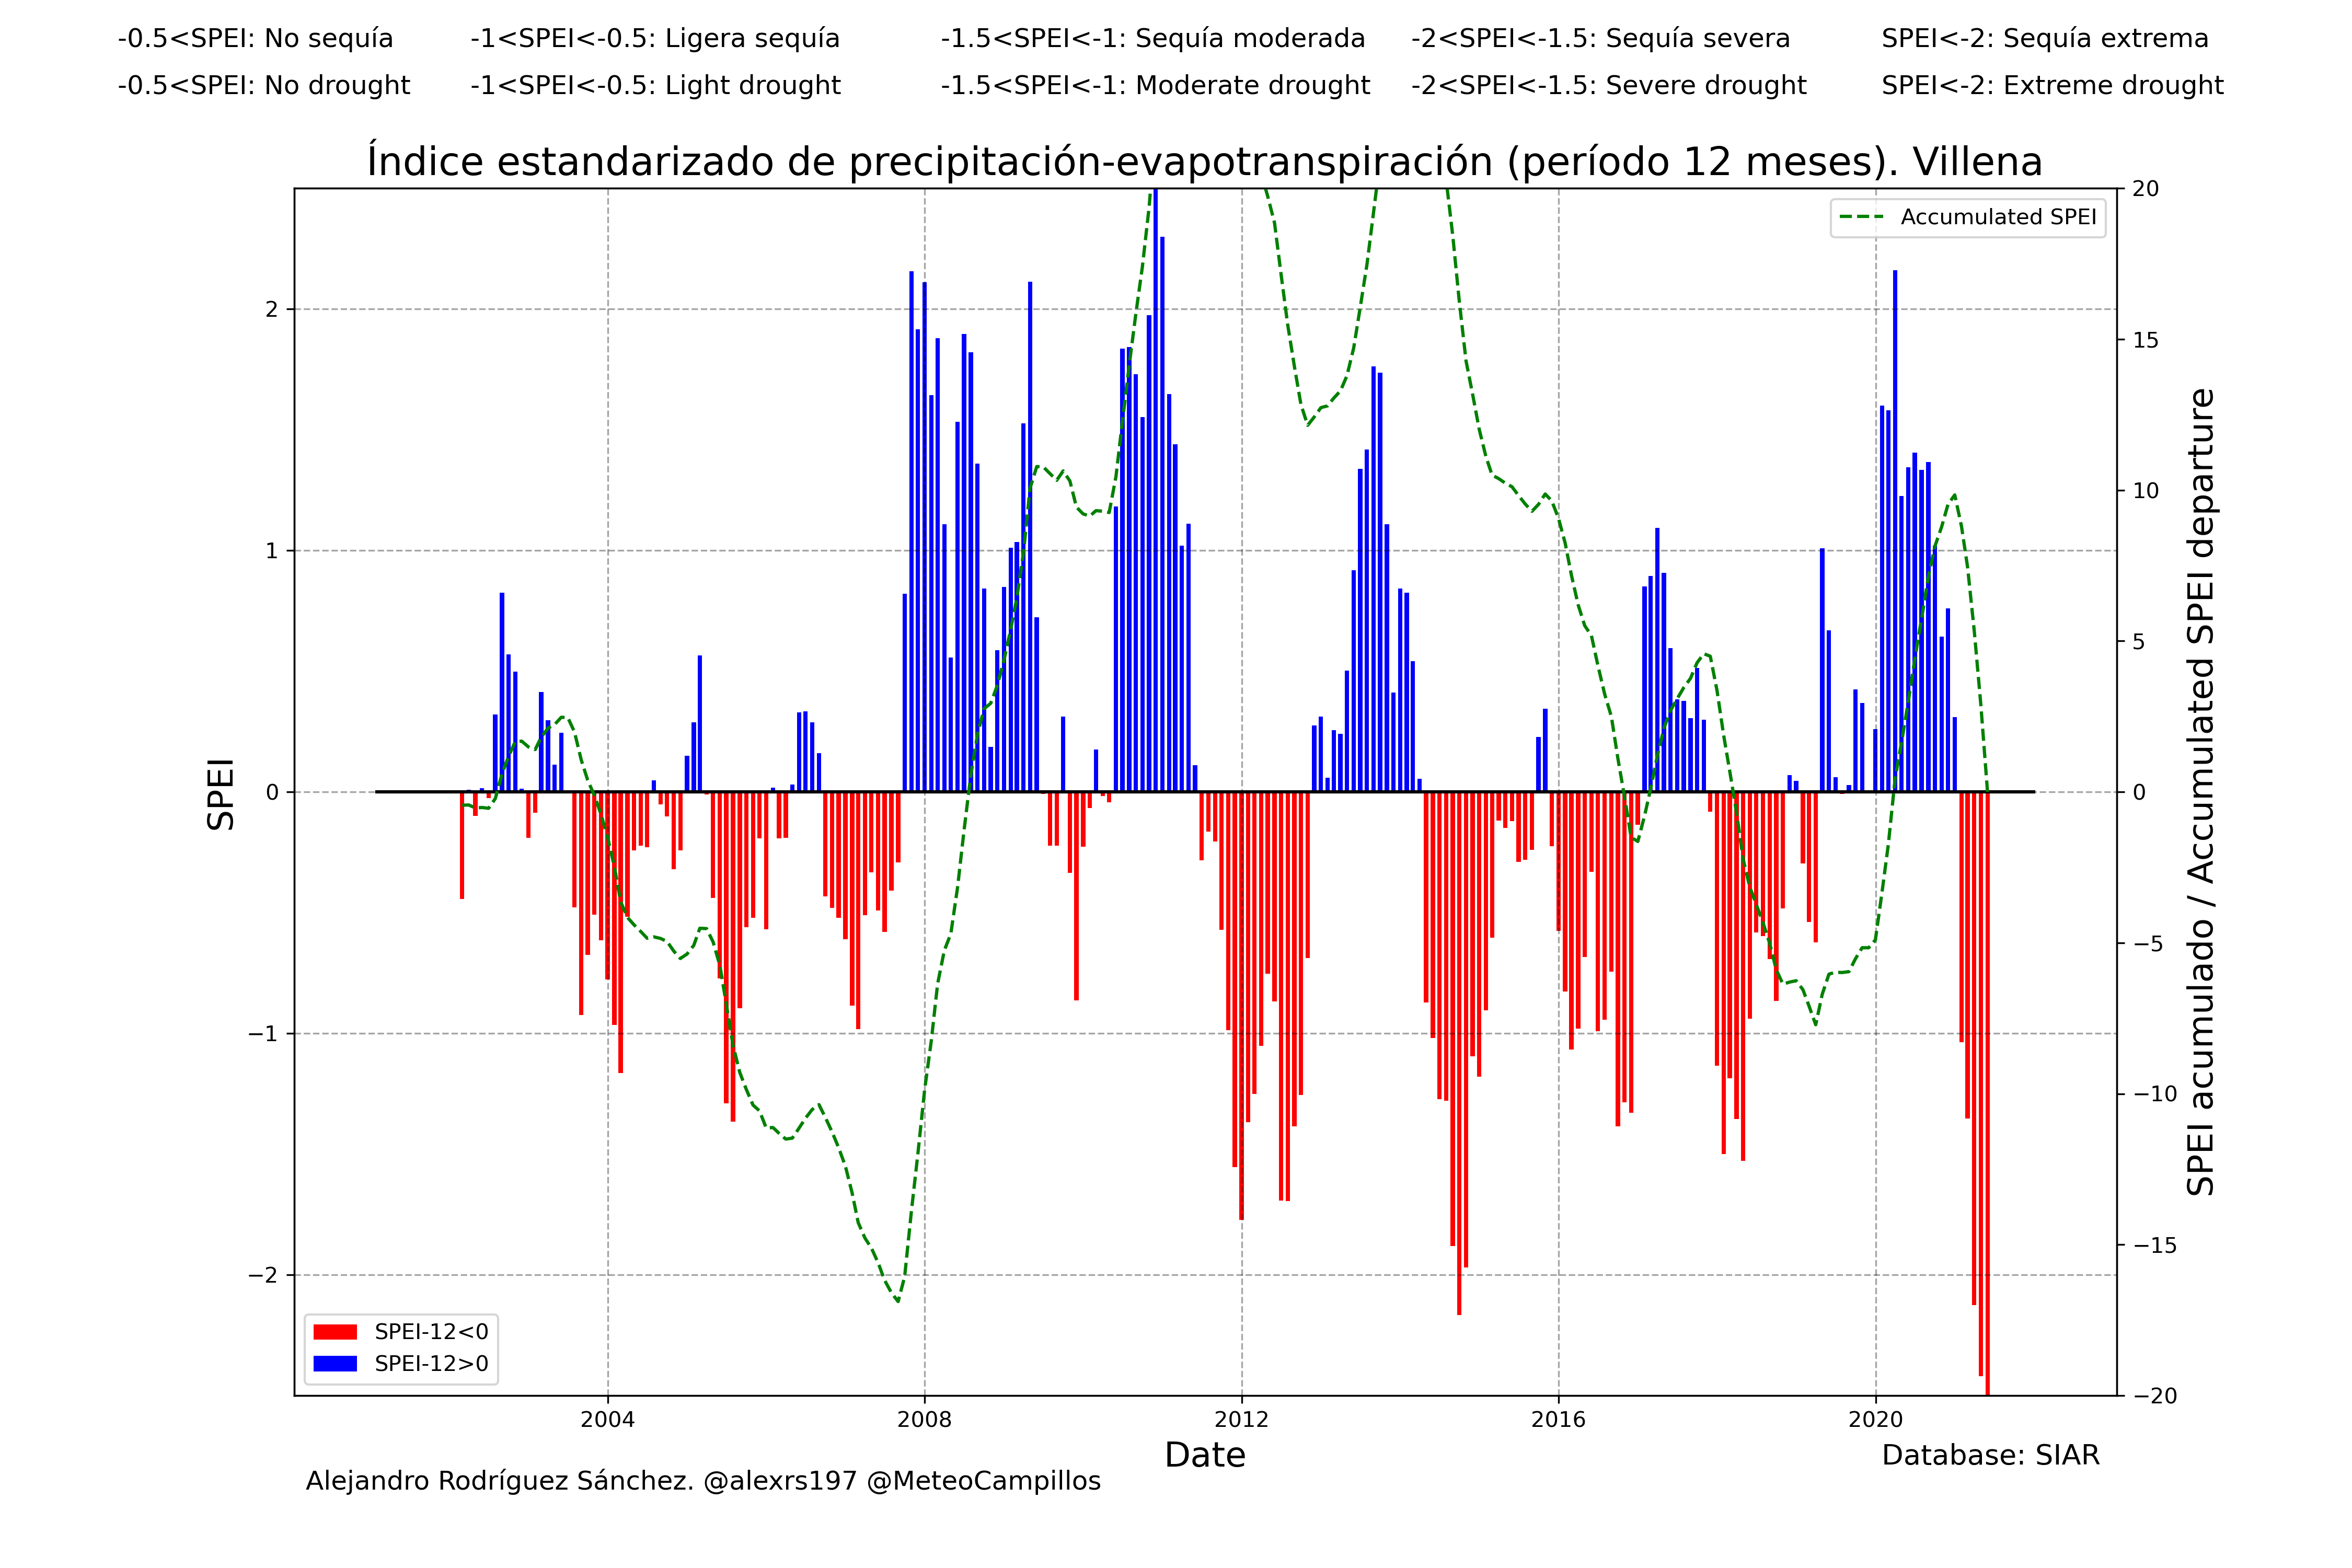 -0.5<SPEI: No sequía -1<SPEI<-0.5: Ligera sequía -1.5<SPEI<-1: Sequía moderada -2<SPEI<-1.5: Sequía severa SPEI<-2: Sequía extrema
-0.5<SPEI: No drought -1<SPEI<-0.5: Light drought -1.5<SPEI<-1: Moderate drought -2<SPEI<-1.5: Severe drought SPEI<-2: Extreme drought
Índice estandarizado de precipitación-evapotranspiración (período 12 meses). Villena
Accumulated SPEI
SPEI
2
1
0
−1
−2
20
15
10
5
0
−5
−10
−15
−20
SPEI acumulado / Accumulated SPEI departure
SPEI-12<0
SPEI-12>0
2004 2008 2012 2016 2020
Date
Database: SIAR
Alejandro Rodríguez Sánchez. @alexrs197 @MeteoCampillos